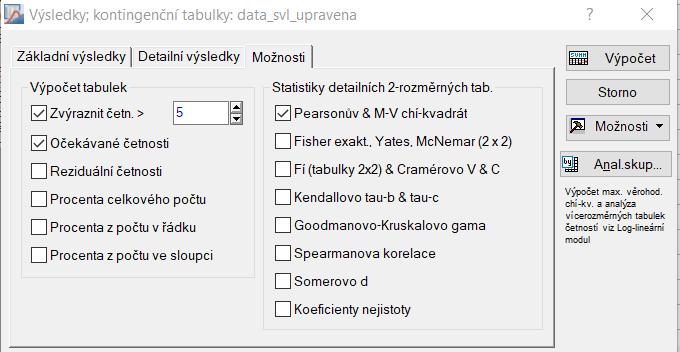 Výsledky; kontingenční tabulky: data_svl_upravena
Základní výsledky
Detailní výsledky
Možnosti
Výpočet tabulek
Zvýraznit četn. >
5
Očekávané četnosti
Reziduální četnosti
Procenta celkového počtu
Procenta z počtu v řádku
Procenta z počtu ve sloupci
Statistiky detailních 2-rozměrných tab.
Pearsonův & M-V chí-kvadrát
Fisher exakt., Yates, McNemar (2 x 2)
Fí (tabulky 2x2) & Cramérovo V & C
Kendallovo tau-b & tau-c
Goodmanovo-Kruskalovo gama
Spearmanova korelace
Somerovo d
Koeficienty nejistoty
Výpočet
Storno
Možnosti
Anal.skup...
Výpočet max. věrohod.
chí-kv. a analýza
vícerozměrných tabulek
četností viz Log-lineární
modul